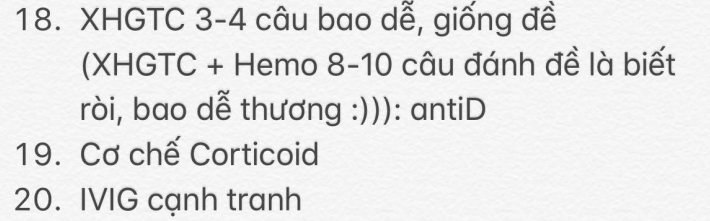 18. XHGTC 3-4 câu bao dễ, giống đề
(XHGTC + Hemo 8-10 câu đánh đề là biết
ròi, bao dễ thương :))): antiD
19. Cơ chế Corticoid
20. IVIG cạnh tranh